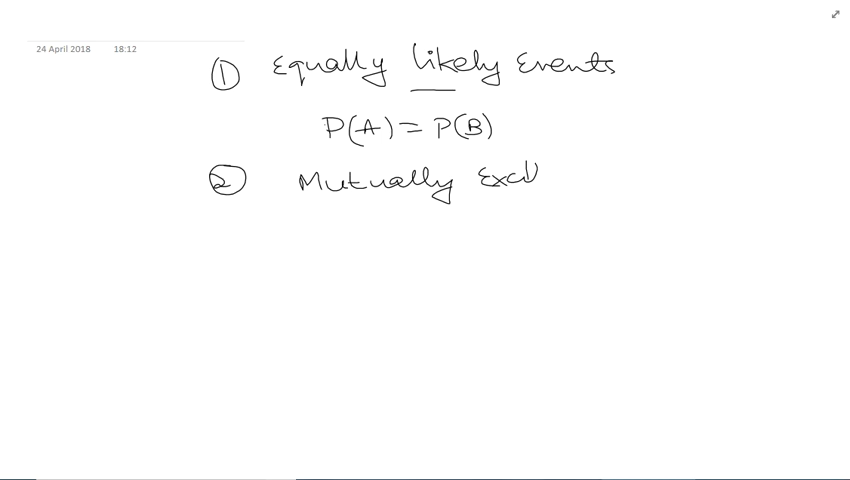 24 April 2018 18:12
① Equally likely Events
P(A) = P(B)
② Mutually Excl